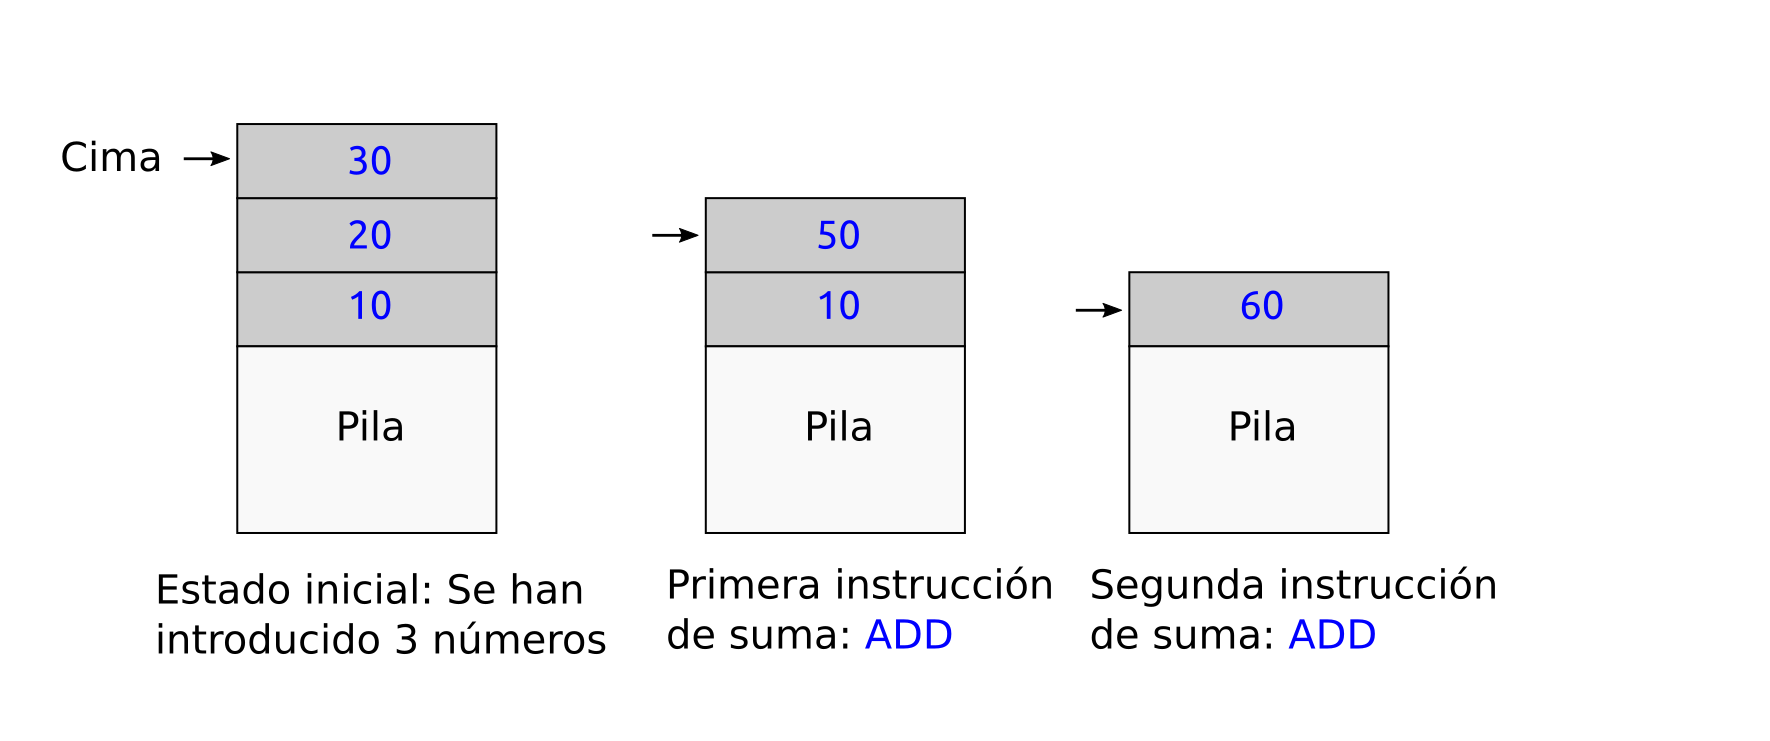 Cima
30
20
10
Pila
Estado inicial: Se han
introducido 3 números
50
10
Pila
Primera instrucción
de suma: ADD
60
Pila
Segunda instrucción
de suma: ADD